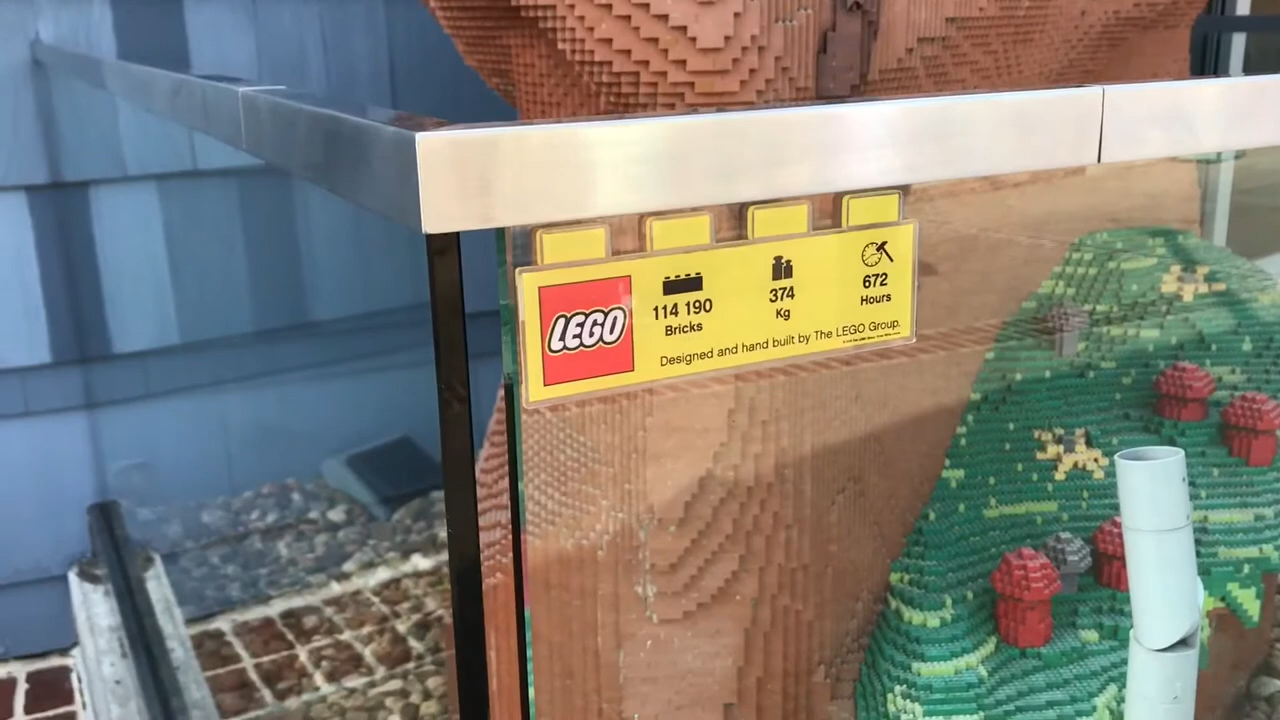 LEGO
114 190
Bricks
374
Kg
672
Hours
Designed and hand built by The LEGO Group.